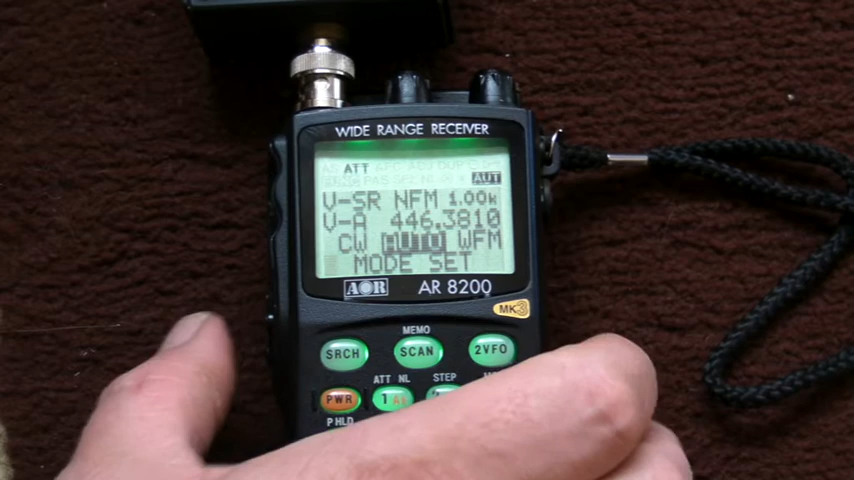 WIDE RANGE RECEIVER
ATT
AUT
V-SR NFM 1.00k
V-A 446.3810
CW AUTO WFM
MODE SET
AOR AR 8200
MK3
MEMO
SRCH SCAN 2VFO
ATT NL STEP
PWR 1
P HLD